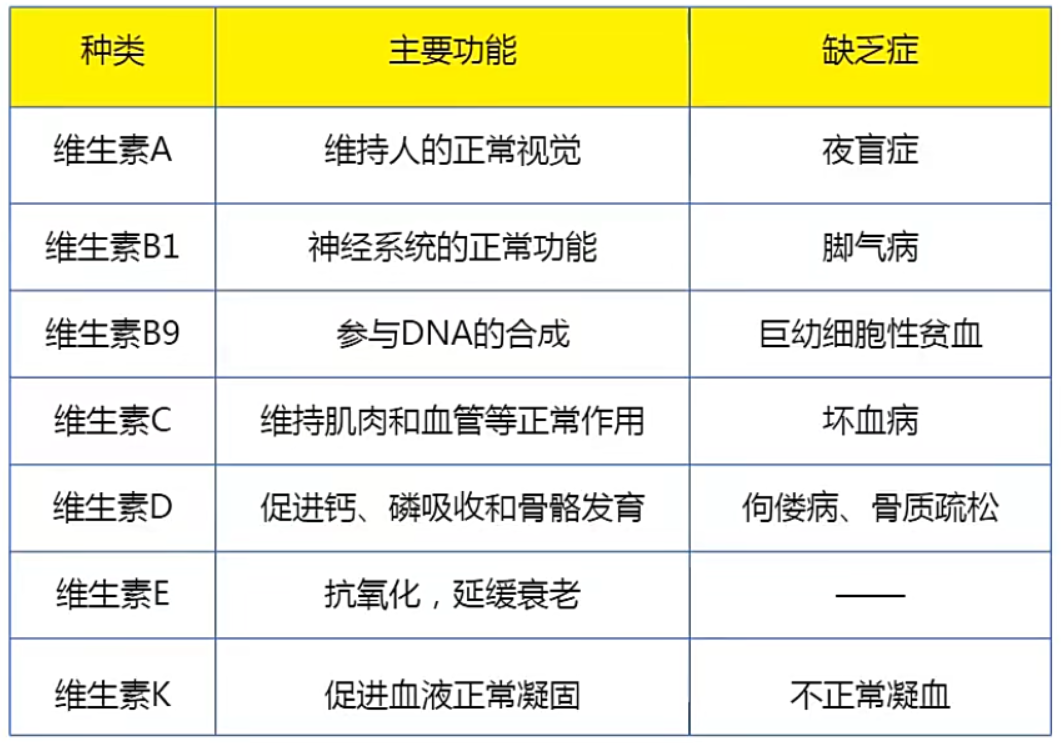 种类 主要功能 缺乏症
维生素A 维持人的正常视觉 夜盲症
维生素B1 神经系统的正常功能 脚气病
维生素B9 参与DNA的合成 巨幼细胞性贫血
维生素C 维持肌肉和血管等正常作用 坏血病
维生素D 促进钙、磷吸收和骨骼发育 佝偻病、骨质疏松
维生素E 抗氧化，延缓衰老 ——
维生素K 促进血液正常凝固 不正常凝血